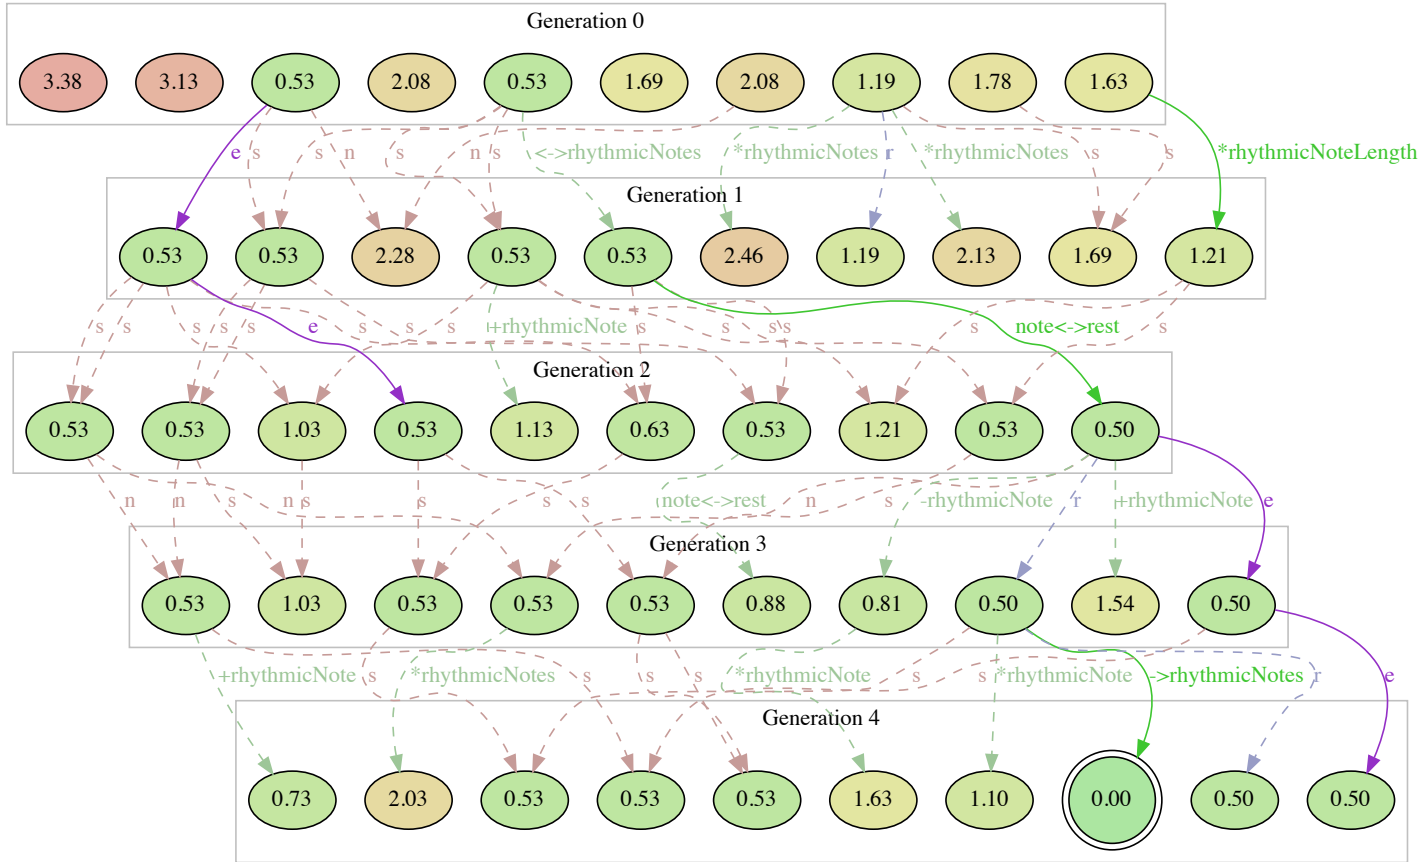 Generation 0
3.38 3.13 0.53 2.08 0.53 1.69 2.08 1.19 1.78 1.63
e s s n s n s <->rhythmicNotes *rhythmicNotes r *rhythmicNotes s s *rhythmicNoteLength
Generation 1
0.53 0.53 2.28 0.53 0.53 2.46 1.19 2.13 1.69 1.21
s s s s s e s s s +rhythmicNote s s s s s s note<->rest s
Generation 2
0.53 0.53 1.03 0.53 1.13 0.63 0.53 1.21 0.53 0.50
n n s n s s s s note<->rest n s -rhythmicNote r +rhythmicNote e
Generation 3
0.53 1.03 0.53 0.53 0.53 0.88 0.81 0.50 1.54 0.50
+rhythmicNote s *rhythmicNotes s s s *rhythmicNote s s *rhythmicNote ->rhythmicNotes r e
Generation 4
0.73 2.03 0.53 0.53 0.53 1.63 1.10 0.00 0.50 0.50